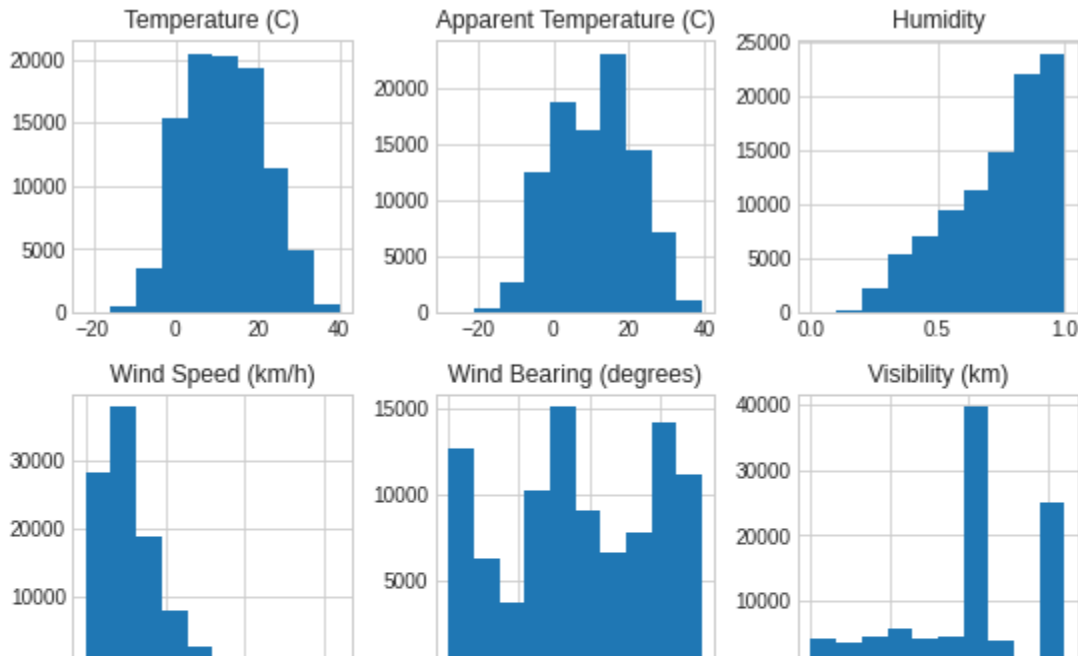 Temperature (C)
20000
15000
10000
5000
0
−20 0 20 40
Apparent Temperature (C)
20000
15000
10000
5000
0
−20 0 20 40
Humidity
25000
20000
15000
10000
5000
0
0.0 0.5 1.0
Wind Speed (km/h)
30000
20000
10000
Wind Bearing (degrees)
15000
10000
5000
Visibility (km)
40000
30000
20000
10000